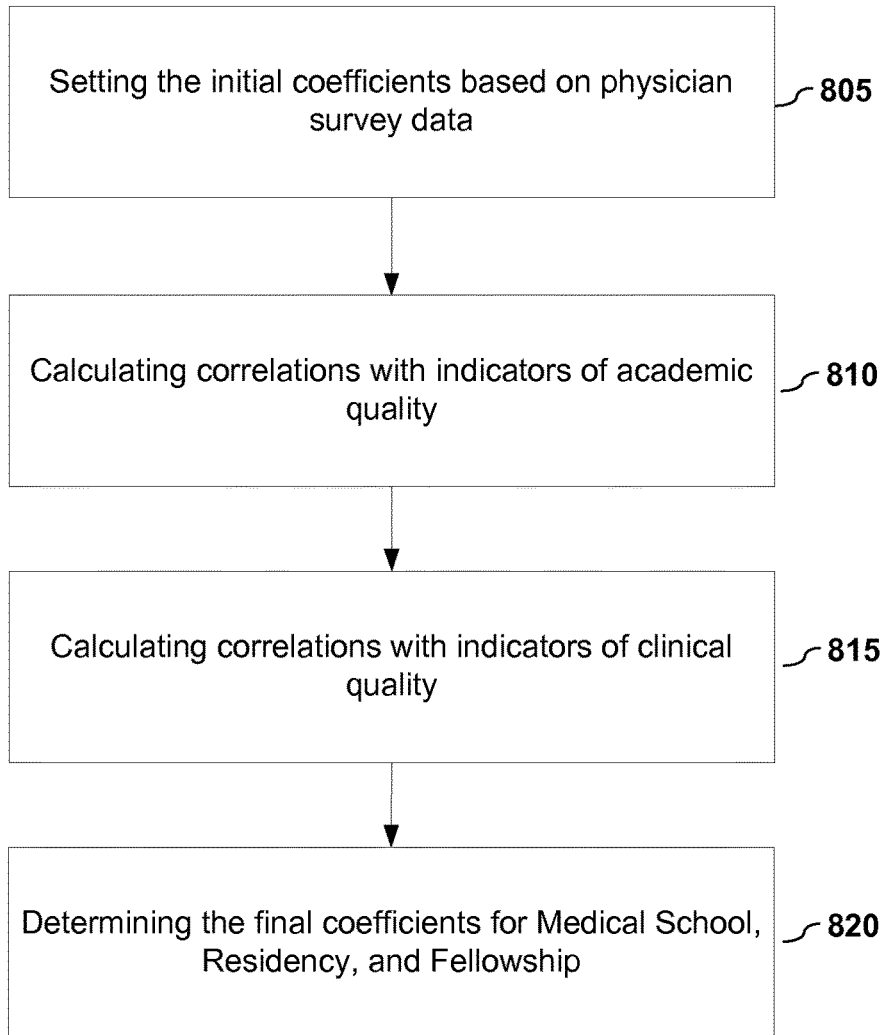 Setting the initial coefficients based on physician
survey data
805
Calculating correlations with indicators of academic
quality
810
Calculating correlations with indicators of clinical
quality
815
Determining the final coefficients for Medical School,
Residency, and Fellowship
820